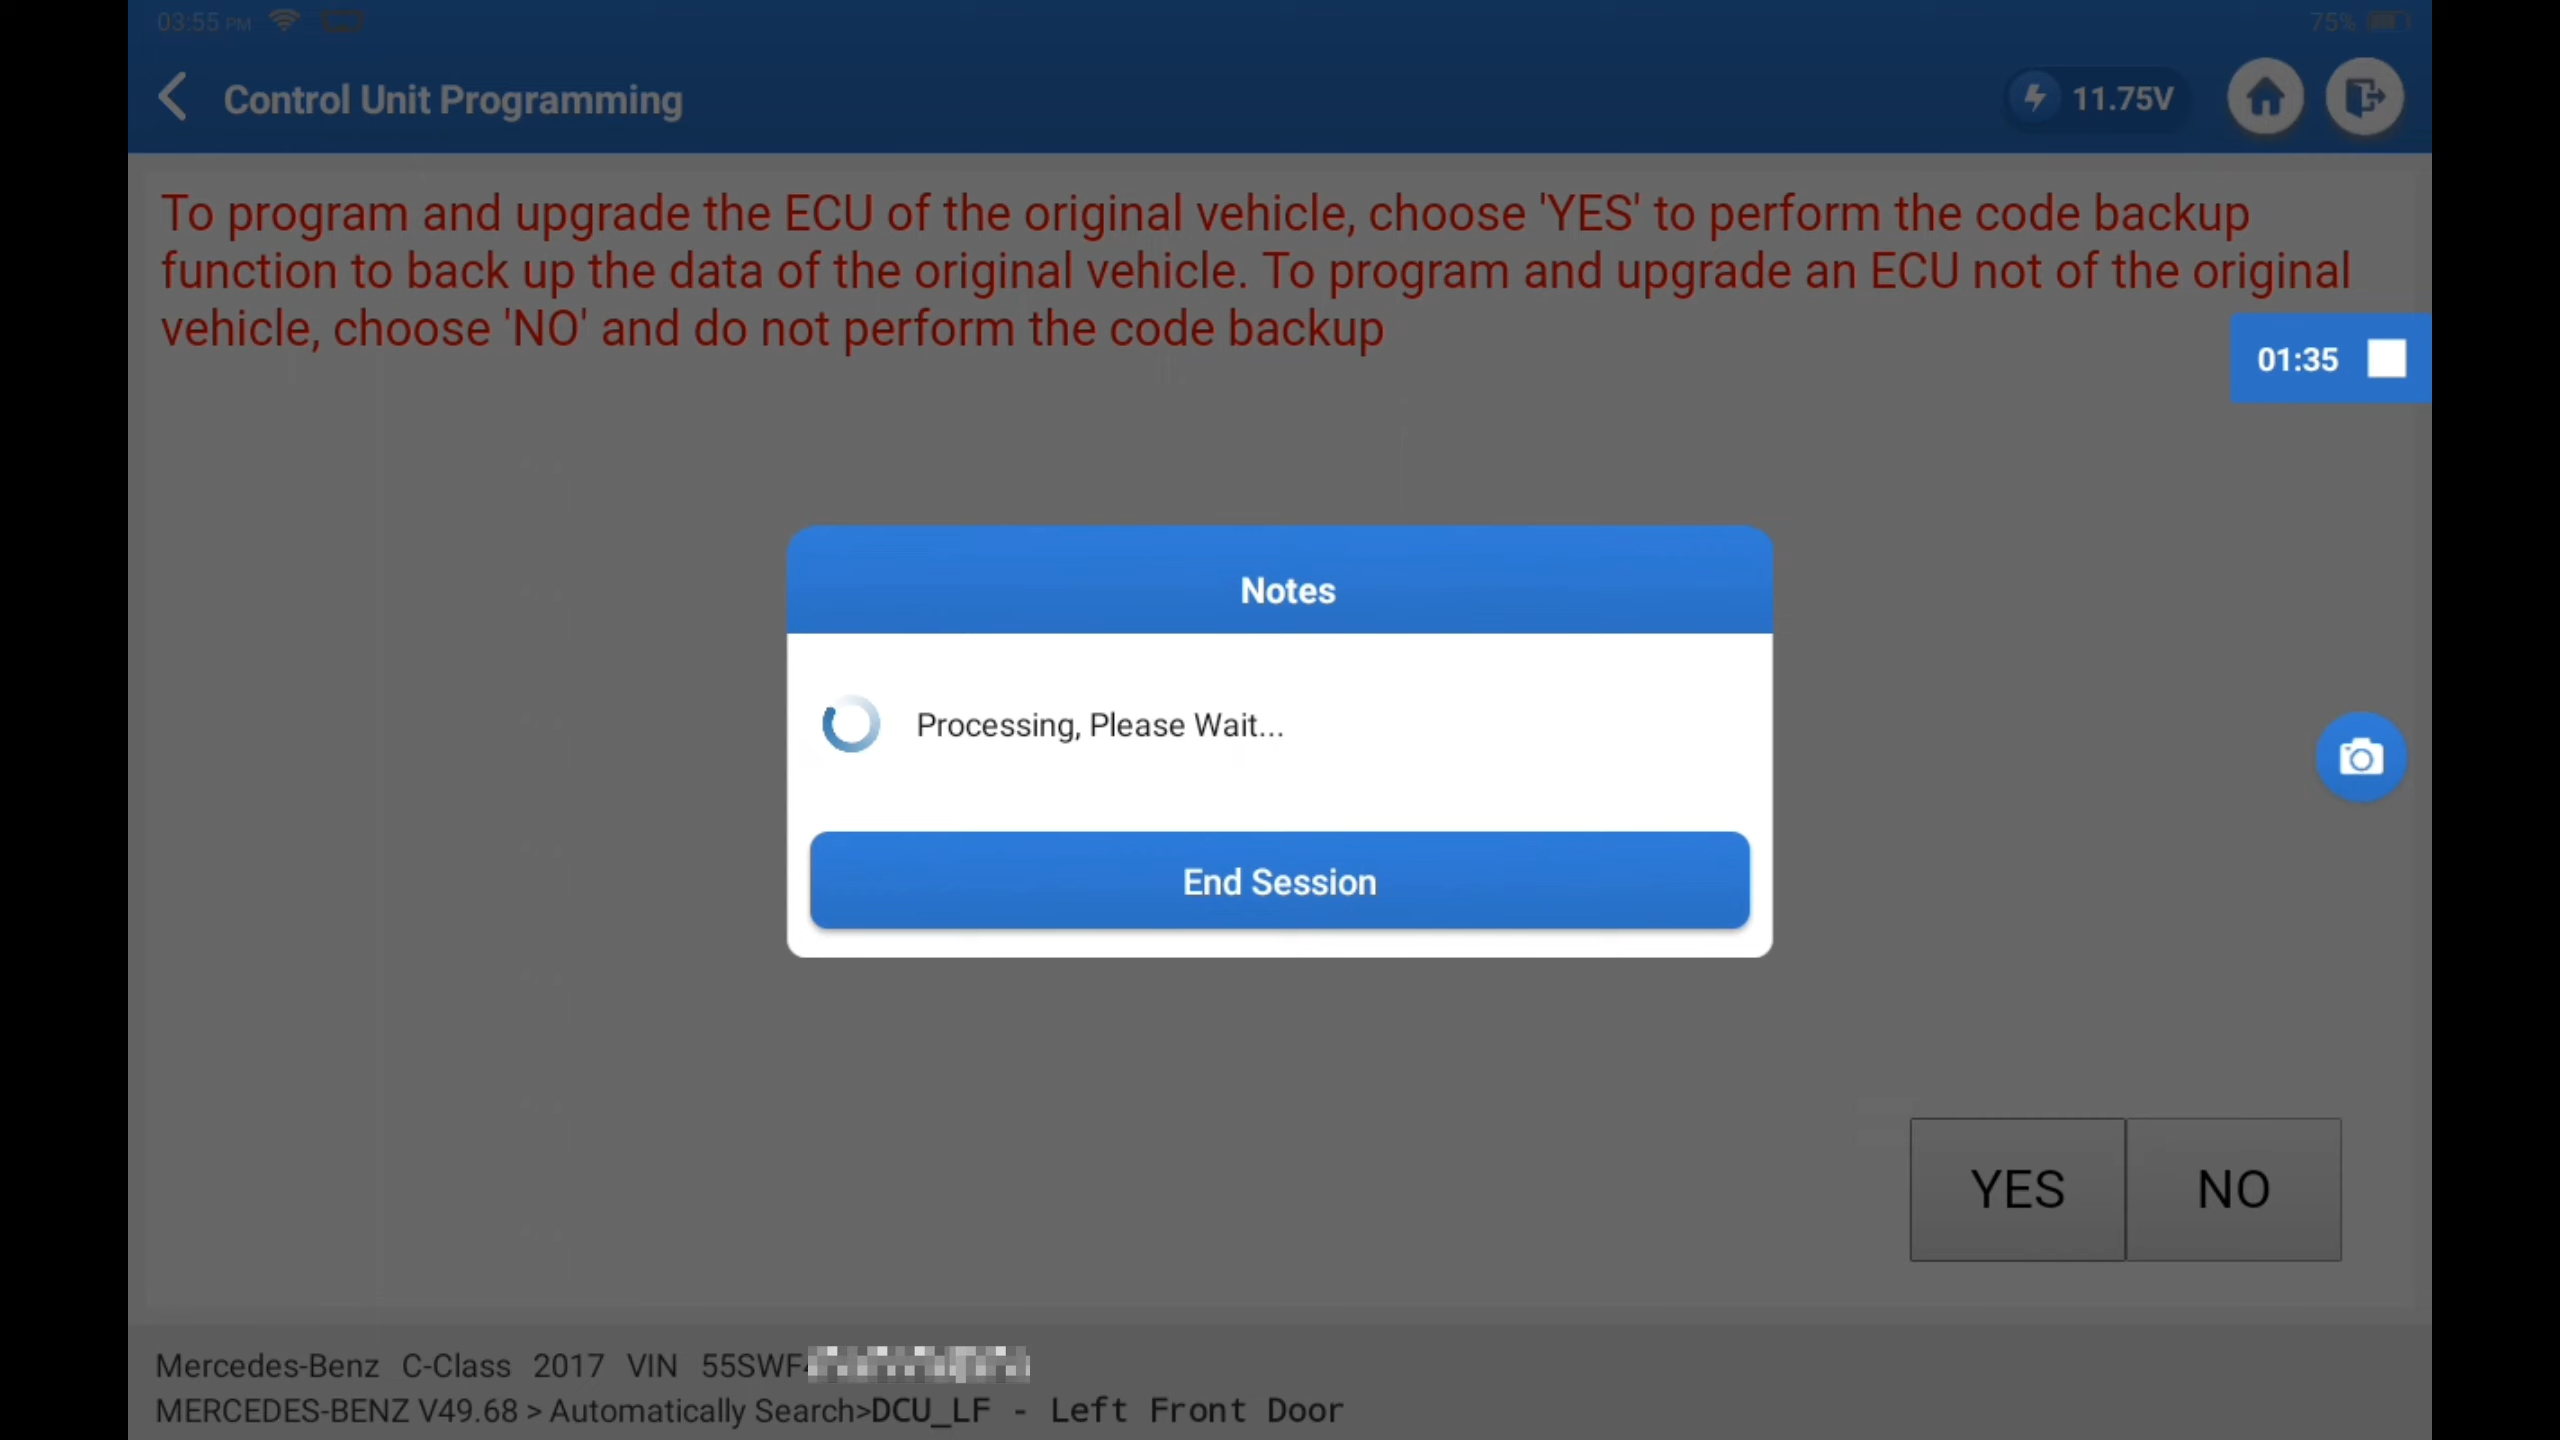 03:55 PM
75%
Control Unit Programming
11.75V
To program and upgrade the ECU of the original vehicle, choose 'YES' to perform the code backup
function to back up the data of the original vehicle. To program and upgrade an ECU not of the original
vehicle, choose 'NO' and do not perform the code backup
01:35
Notes
Processing, Please Wait...
End Session
YES
NO
Mercedes-Benz C-Class 2017 VIN 55SWF
MERCEDES-BENZ V49.68 > Automatically Search>DCU_LF - Left Front Door